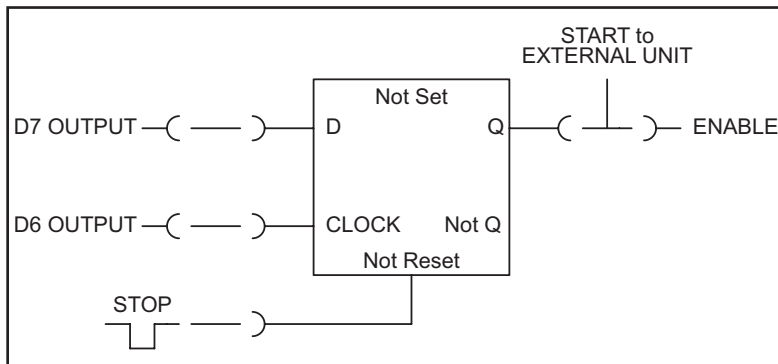 START to
EXTERNAL UNIT
Not Set
D7 OUTPUT
D
Q
ENABLE
D6 OUTPUT
CLOCK
Not Q
Not Reset
STOP